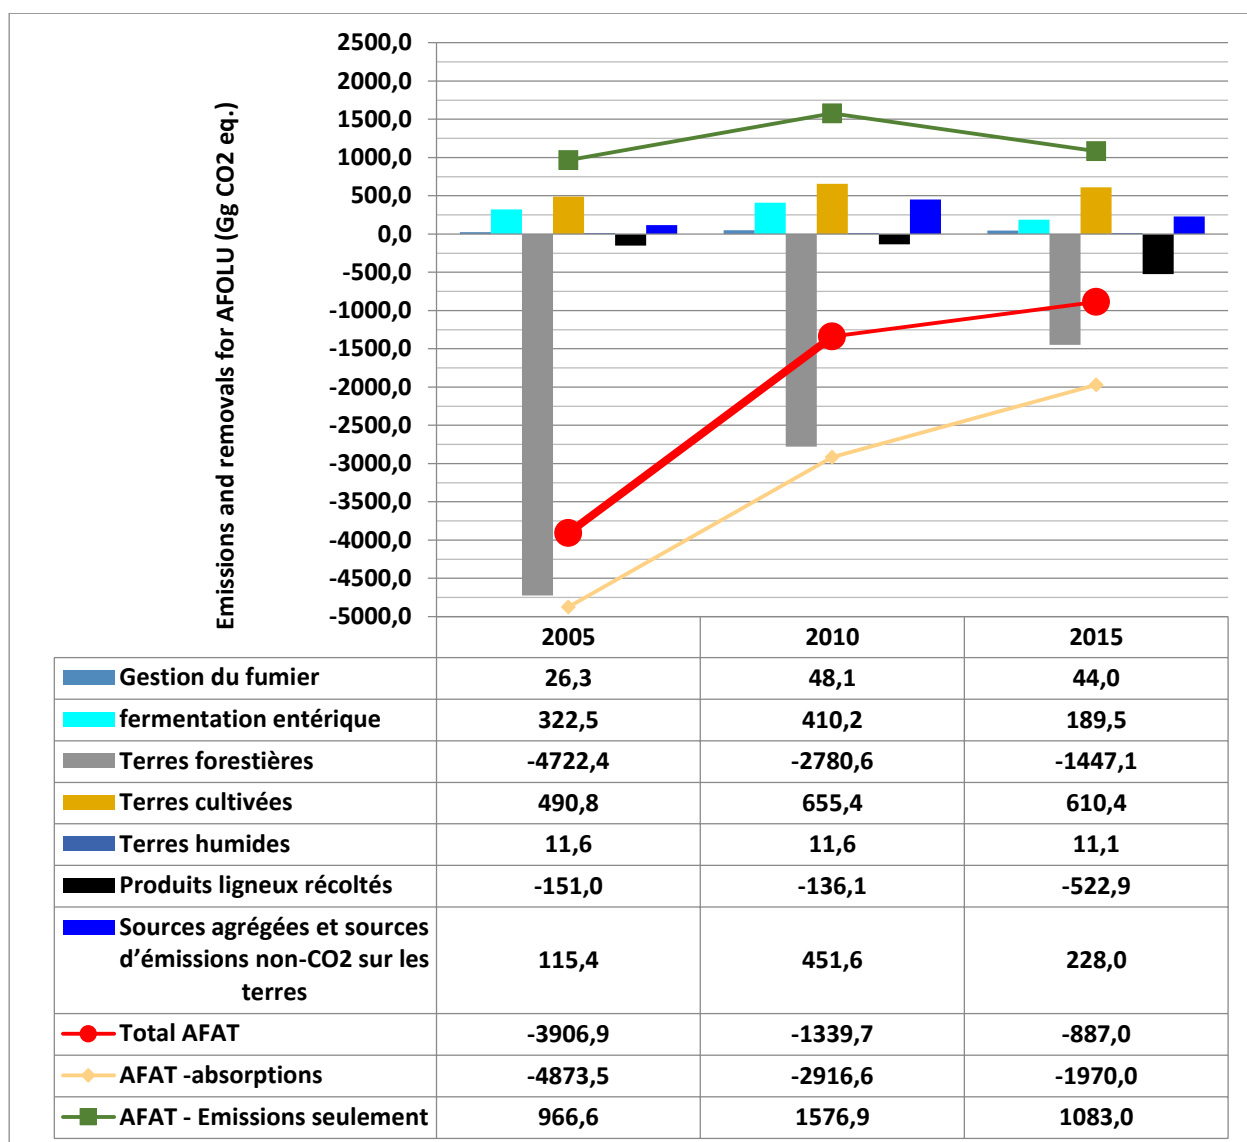 Emissions and removals for AFOLU (Gg CO2 eq.)
2500,0
2000,0
1500,0
1000,0
500,0
0,0
-500,0
-1000,0
-1500,0
-2000,0
-2500,0
-3000,0
-3500,0
-4000,0
-4500,0
-5000,0
2005 2010 2015
Gestion du fumier 26,3 48,1 44,0
fermentation entérique 322,5 410,2 189,5
Terres forestières -4722,4 -2780,6 -1447,1
Terres cultivées 490,8 655,4 610,4
Terres humides 11,6 11,6 11,1
Produits ligneux récoltés -151,0 -136,1 -522,9
Sources agrégées et sources
d’émissions non-CO2 sur les 115,4 451,6 228,0
terres
Total AFAT -3906,9 -1339,7 -887,0
AFAT -absorptions -4873,5 -2916,6 -1970,0
AFAT - Emissions seulement 966,6 1576,9 1083,0